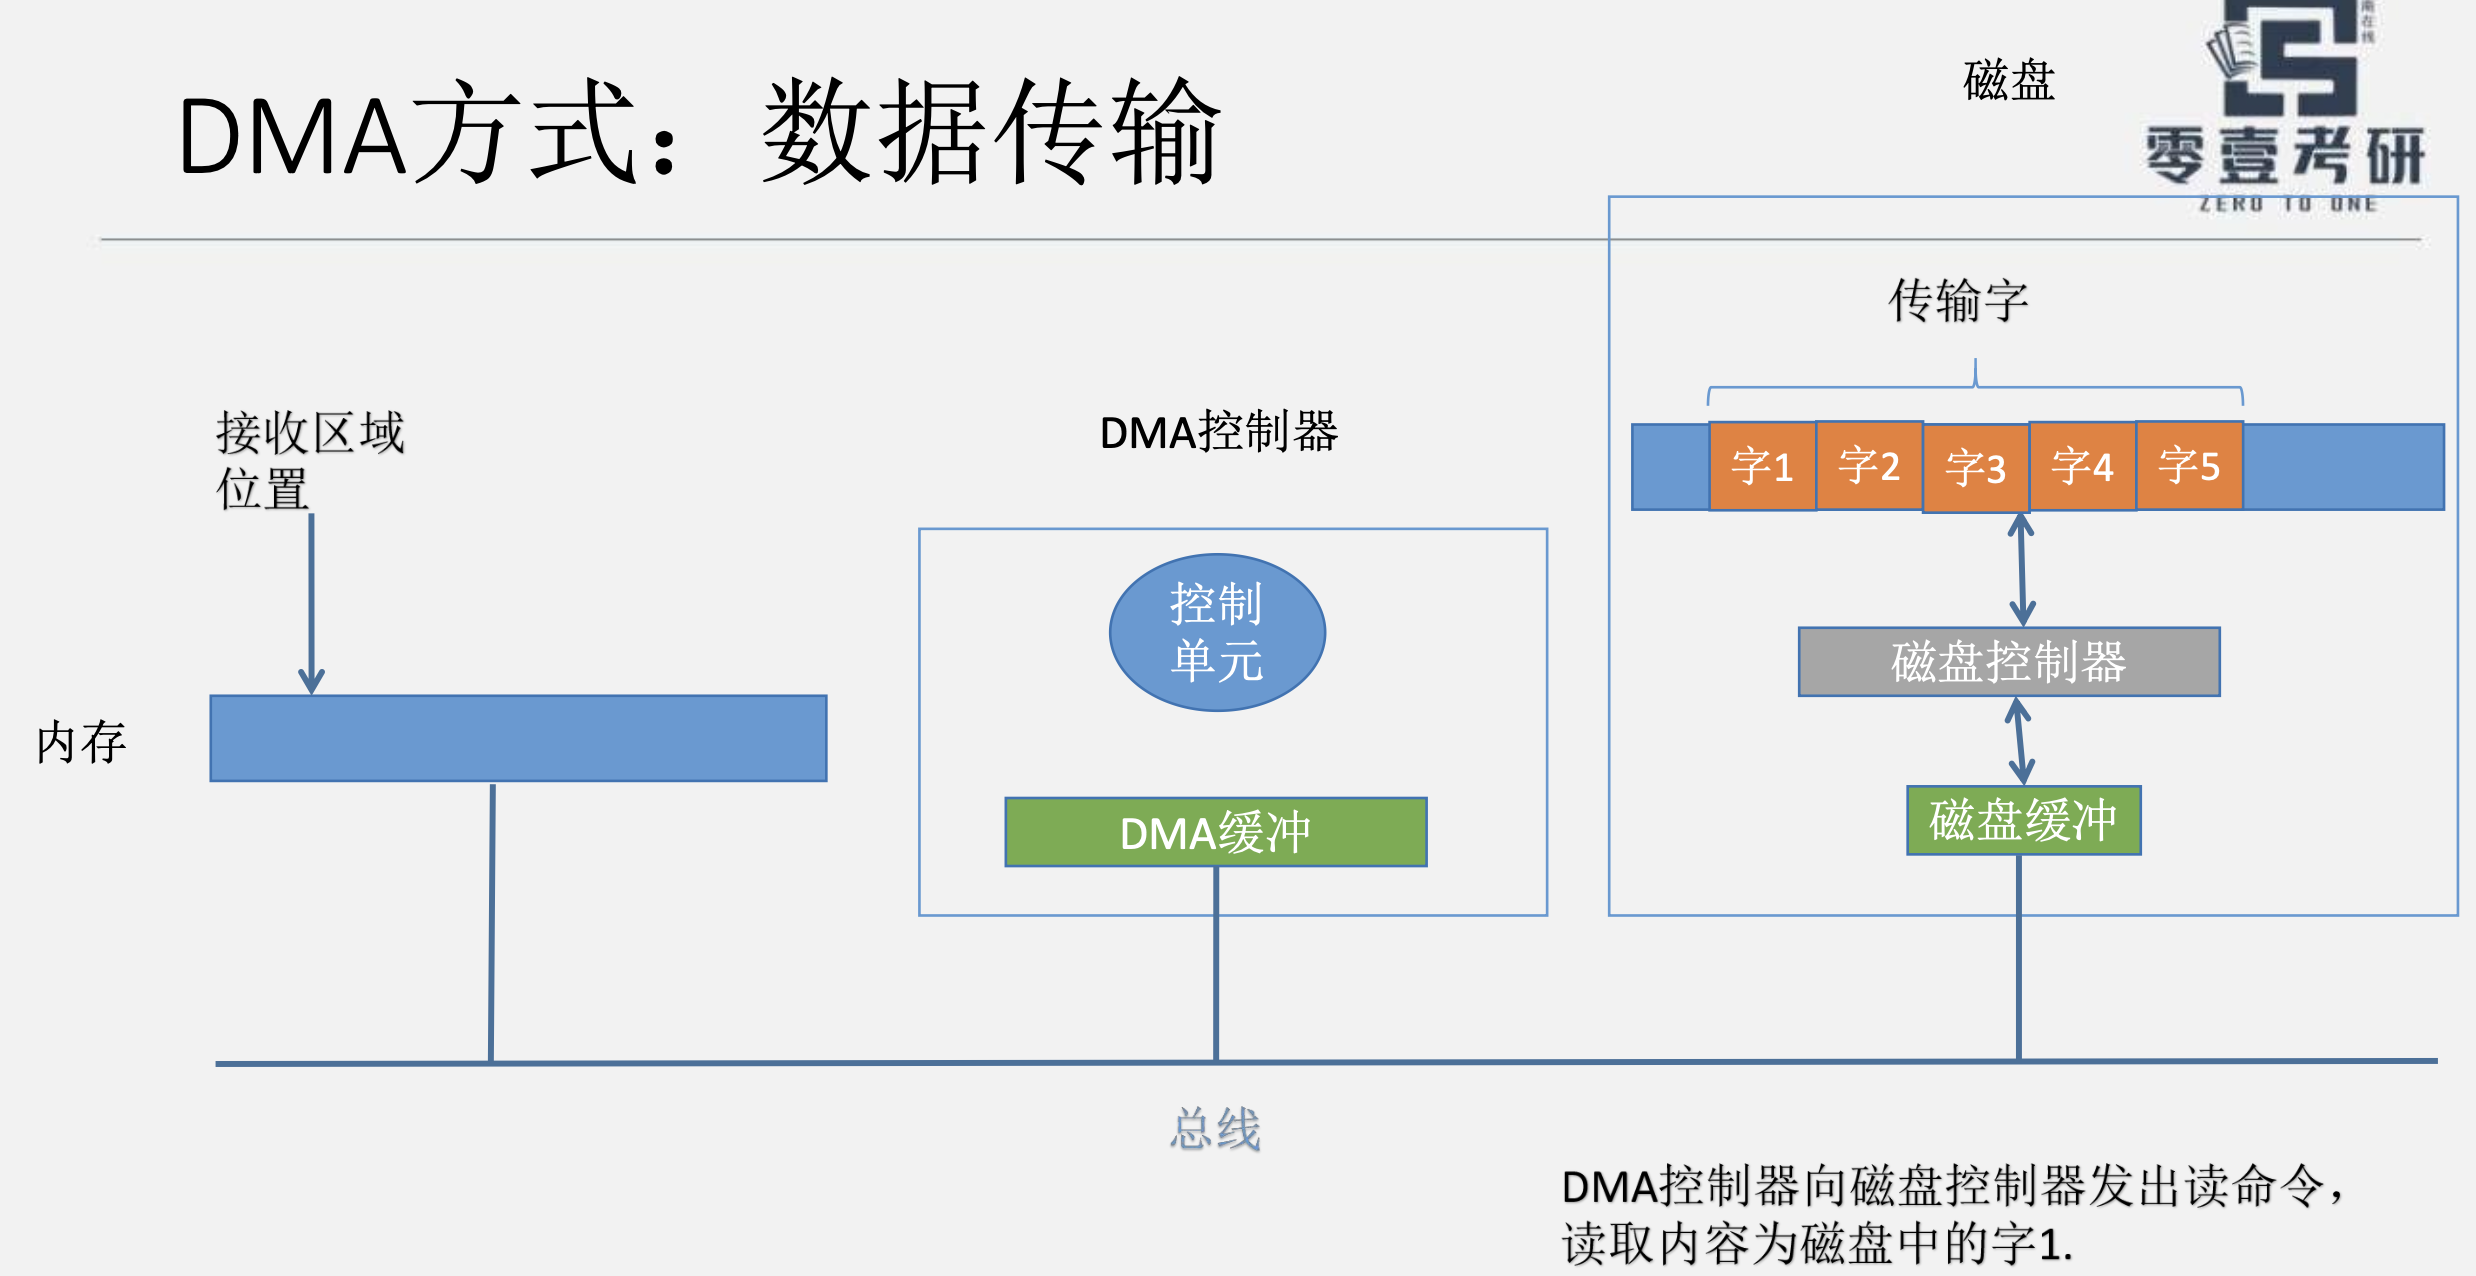 DMA方式：数据传输
磁盘
南在线
零壹考研
ZERO TO ONE
传输字
接收区域
位置
DMA控制器
字1 字2 字3 字4 字5
控制
单元
磁盘控制器
内存
DMA缓冲
磁盘缓冲
总线
DMA控制器向磁盘控制器发出读命令，
读取内容为磁盘中的字1.